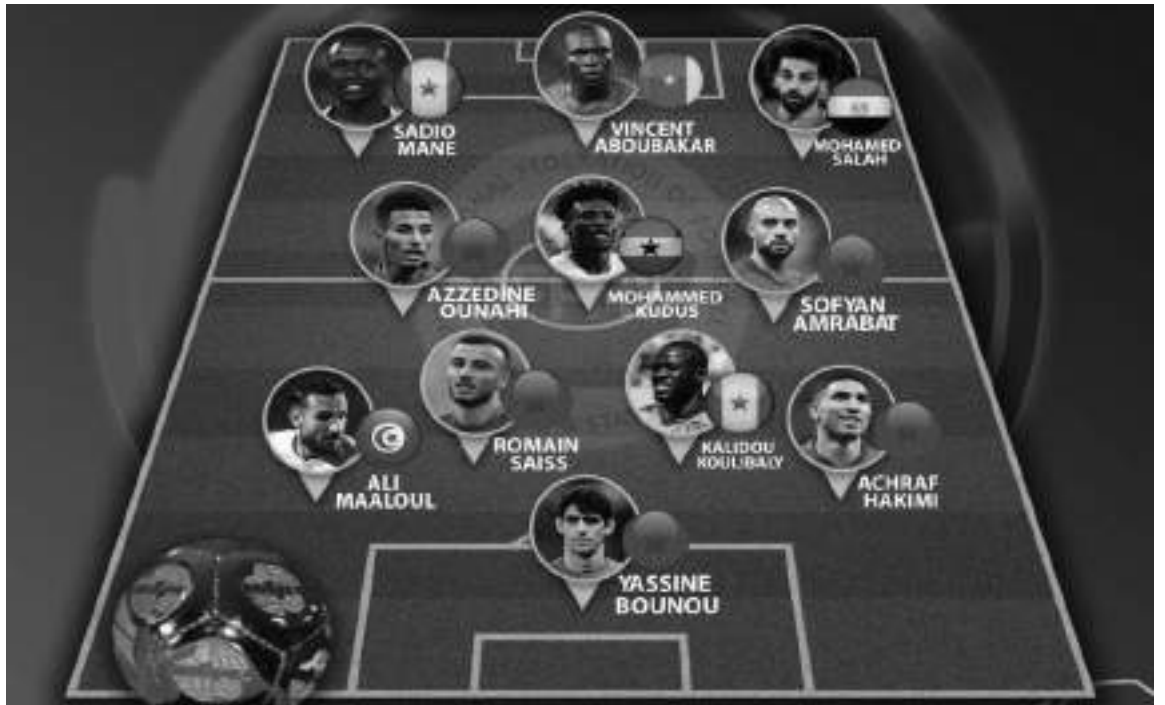 SADIO
MANE
VINCENT
ABOUBAKAR
MOHAMED
SALAH
AZZEDINE
OUNAHI
MOHAMMED
KUDUS
SOFYAN
AMRABAT
ALI
MAALOUL
ROMAIN
SAISS
KALIDOU
KOULIBALY
ACHRAF
HAKIMI
YASSINE
BOUNOU